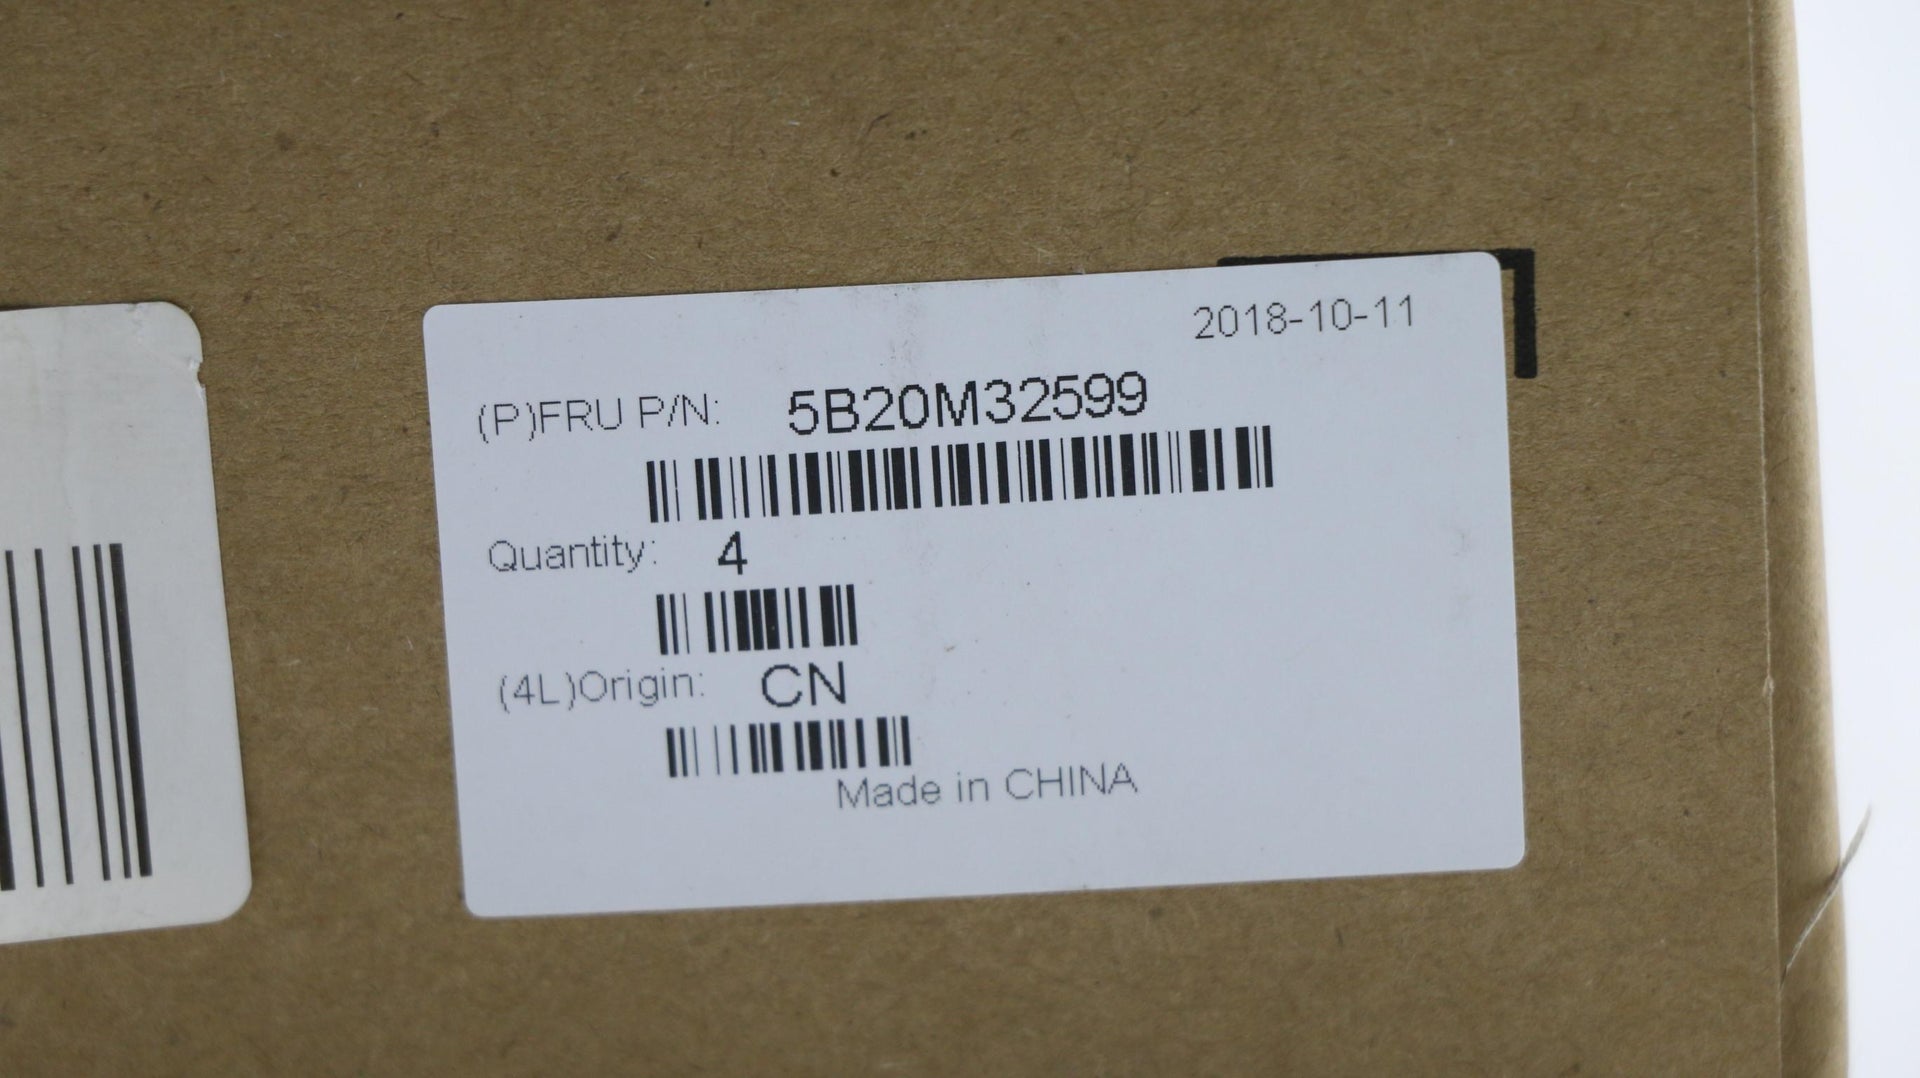 2018-10-11
(P)FRU P/N: 5B20M32599
Quantity: 4
(4L)Origin: CN
Made in CHINA